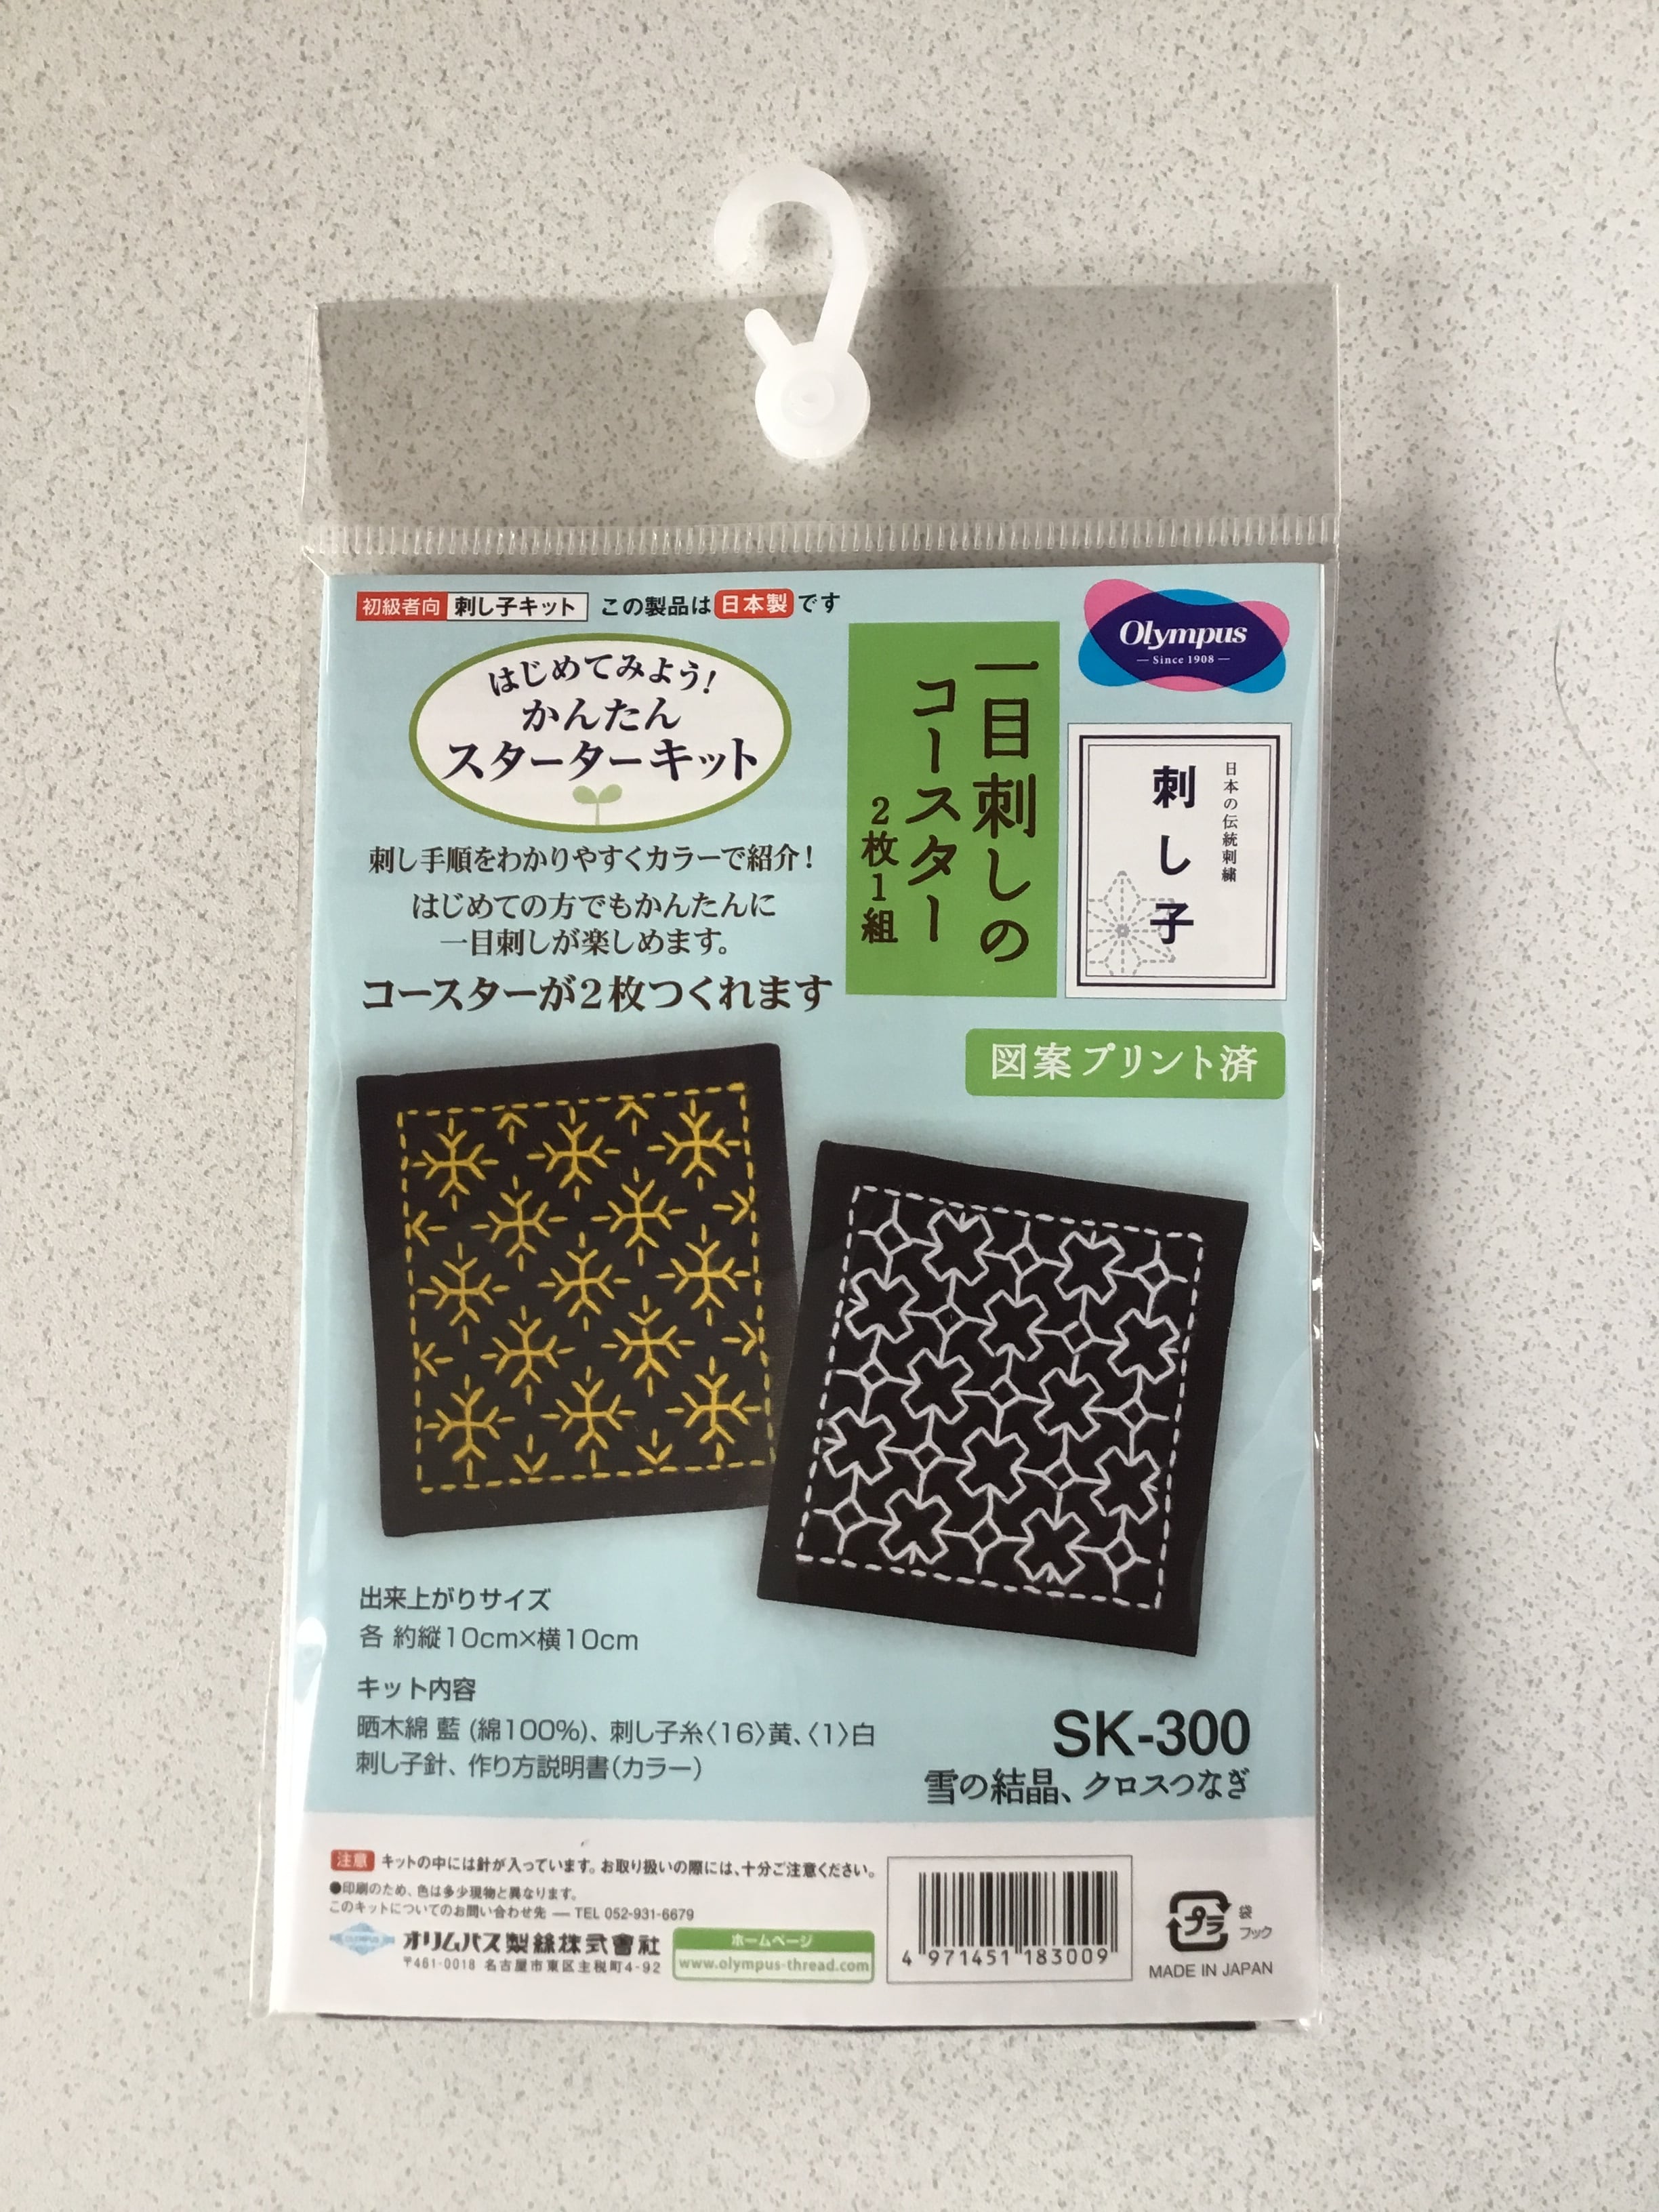 初級者向 刺し子キット この製品は日本製です
はじめてみよう!
かんたん
スターターキット
刺し手順をわかりやすくカラーで紹介!
はじめての方でもかんたんに
一目刺しが楽しめます。
コースターが2枚つくれます
一目刺しの
コースター
2枚1組
Olympus
Since 1908
日本の伝統刺繍
刺し子
図案プリント済
出来上がりサイズ
各 約縦10cm×横10cm
キット内容
晒木綿 藍 (綿100%)、刺し子糸〈16〉黄、〈1〉白
刺し子針、作り方説明書(カラー)
SK-300
雪の結晶、クロスつなぎ
注意 キットの中には針が入っています。お取り扱いの際には、十分ご注意ください。
●印刷のため、色は多少現物と異なります。
このキットについてのお問い合わせ先 — TEL 052-931-6679
OLYMPUS
オリムパス製絲株式會社
〒461-0018 名古屋市東区主税町4-92
ホームページ
www.olympus-thread.com
4 971451 183009
プラ
袋
フック
MADE IN JAPAN